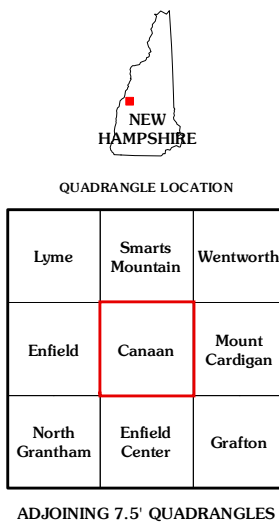 NEW
HAMPSHIRE
QUADRANGLE LOCATION
Lyme
Smarts
Mountain
Wentworth
Enfield
Canaan
Mount
Cardigan
North
Grantham
Enfield
Center
Grafton
ADJOINING 7.5' QUADRANGLES